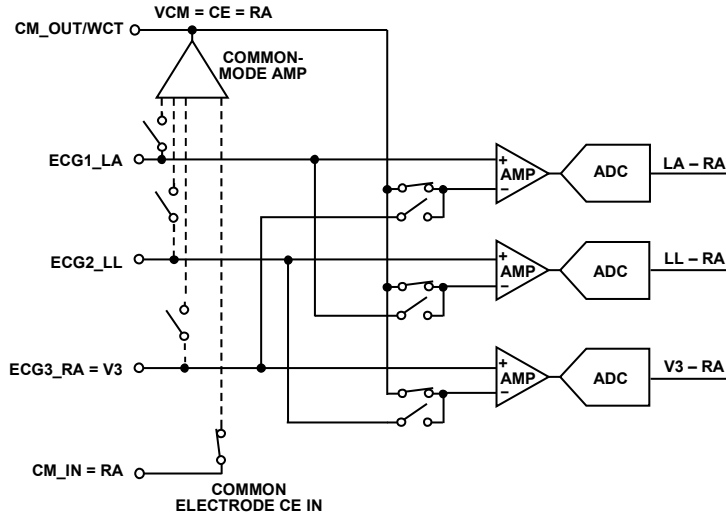 VCM = CE = RA
CM_OUT/WCT
COMMON-
MODE AMP
ECG1_LA
+
AMP
–
ADC
LA – RA
ECG2_LL
+
AMP
–
ADC
LL – RA
ECG3_RA = V3
+
AMP
–
ADC
V3 – RA
CM_IN = RA
COMMON
ELECTRODE CE IN